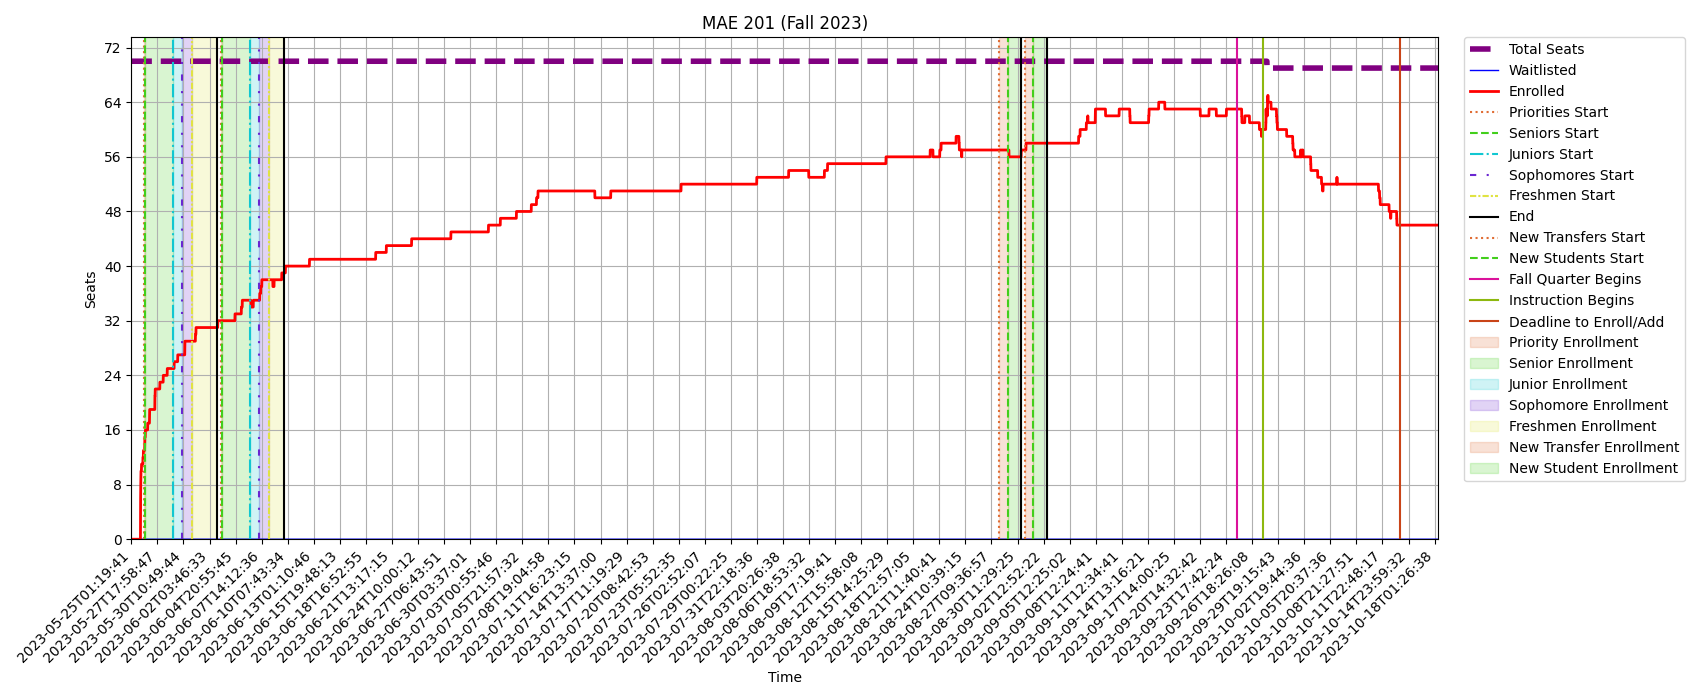 MAE 201 (Fall 2023)
72
64
56
48
40
32
24
16
8
0
Seats
2023-05-25T01:19:41
2023-05-27T17:58:47
2023-05-30T10:49:44
2023-06-02T03:46:33
2023-06-04T20:55:45
2023-06-07T14:12:36
2023-06-10T07:43:34
2023-06-13T01:10:46
2023-06-15T19:48:13
2023-06-18T16:52:55
2023-06-21T13:17:15
2023-06-24T10:00:12
2023-06-27T06:43:51
2023-06-30T03:37:01
2023-07-03T00:55:46
2023-07-05T21:57:32
2023-07-08T19:04:58
2023-07-11T16:23:15
2023-07-14T13:37:00
2023-07-17T11:19:29
2023-07-20T08:42:53
2023-07-23T05:52:35
2023-07-26T02:52:07
2023-07-29T00:22:25
2023-07-31T22:18:36
2023-08-03T20:26:38
2023-08-06T18:53:32
2023-08-09T17:19:41
2023-08-12T15:58:08
2023-08-15T14:25:29
2023-08-18T12:57:05
2023-08-21T11:40:41
2023-08-24T10:39:15
2023-08-27T09:36:57
2023-08-30T11:29:25
2023-09-02T12:52:22
2023-09-05T12:25:02
2023-09-08T12:24:41
2023-09-11T12:34:41
2023-09-14T13:16:21
2023-09-17T14:00:25
2023-09-20T14:32:42
2023-09-23T17:42:24
2023-09-26T18:26:08
2023-09-29T19:15:43
2023-10-02T19:44:36
2023-10-05T20:37:36
2023-10-08T21:27:51
2023-10-11T22:48:17
2023-10-14T23:59:32
2023-10-18T01:26:38
Time
Total Seats
Waitlisted
Enrolled
Priorities Start
Seniors Start
Juniors Start
Sophomores Start
Freshmen Start
End
New Transfers Start
New Students Start
Fall Quarter Begins
Instruction Begins
Deadline to Enroll/Add
Priority Enrollment
Senior Enrollment
Junior Enrollment
Sophomore Enrollment
Freshmen Enrollment
New Transfer Enrollment
New Student Enrollment